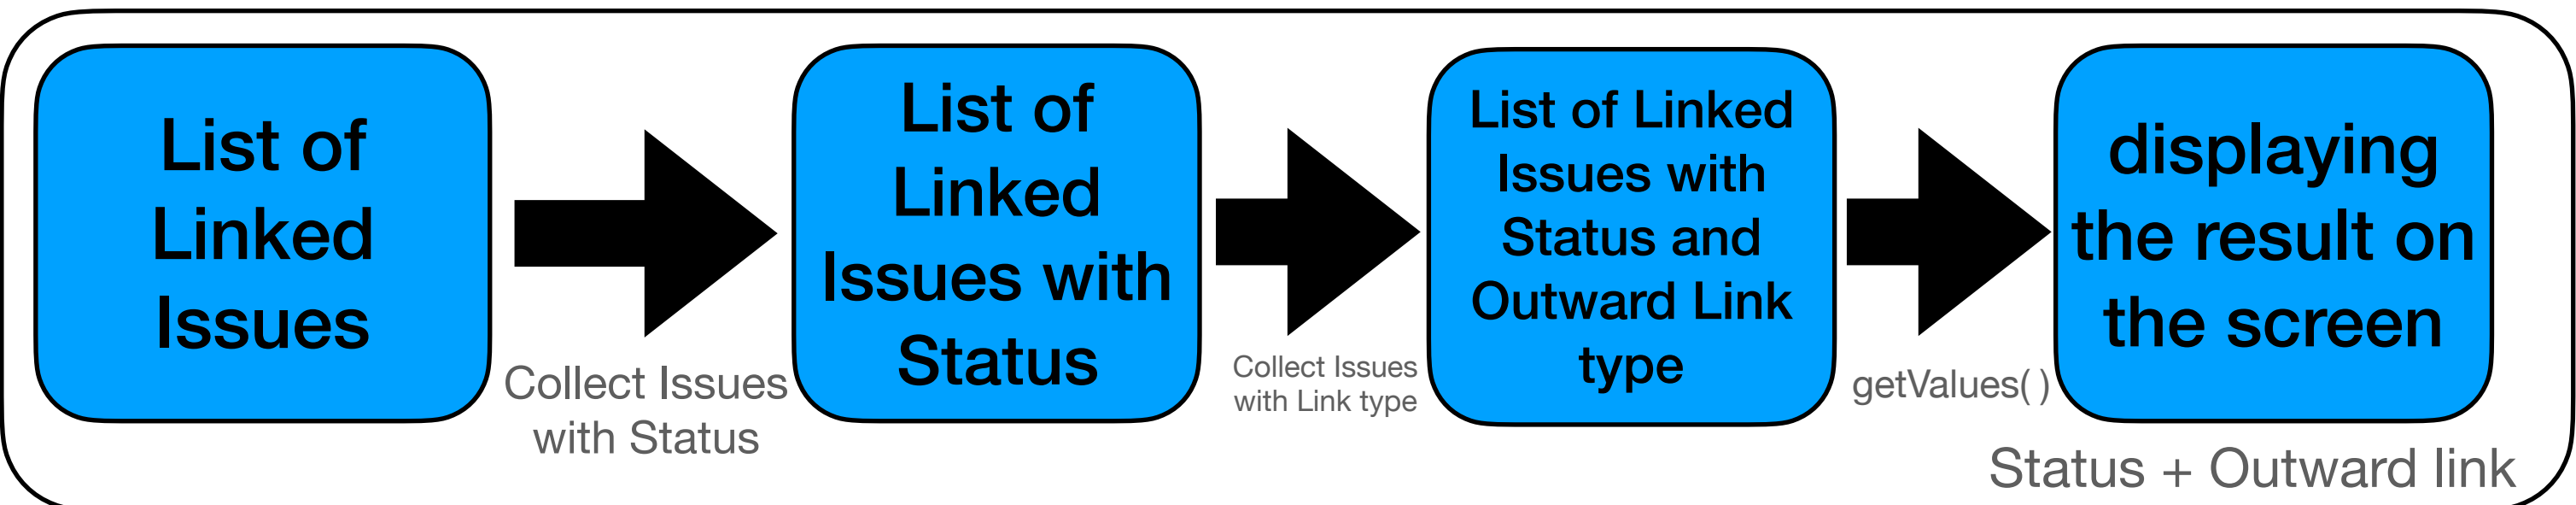 List of
Linked
Issues
Collect Issues
with Status
List of
Linked
Issues with
Status
Collect Issues
with Link type
List of Linked
Issues with
Status and
Outward Link
type
getValues( )
displaying
the result on
the screen
Status + Outward link